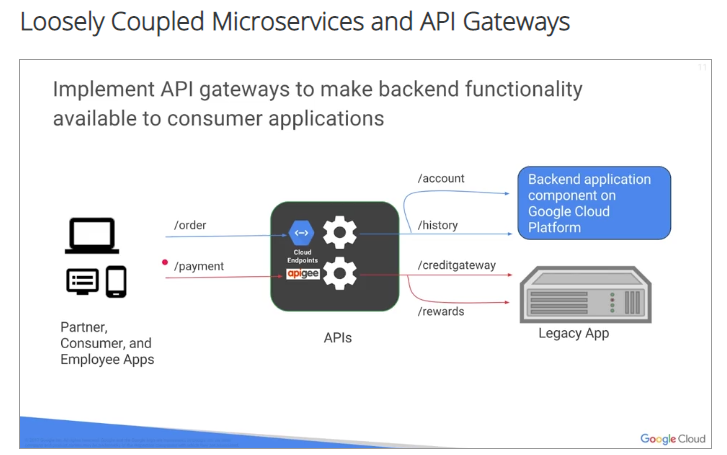 Loosely Coupled Microservices and API Gateways
11
Implement API gateways to make backend functionality
available to consumer applications
/account
Backend application
component on
Google Cloud
Platform
/order
/history
Cloud
Endpoints
/payment
apigee
/creditgateway
/rewards
Partner,
Consumer, and
Employee Apps
APIs
Legacy App
Google Cloud